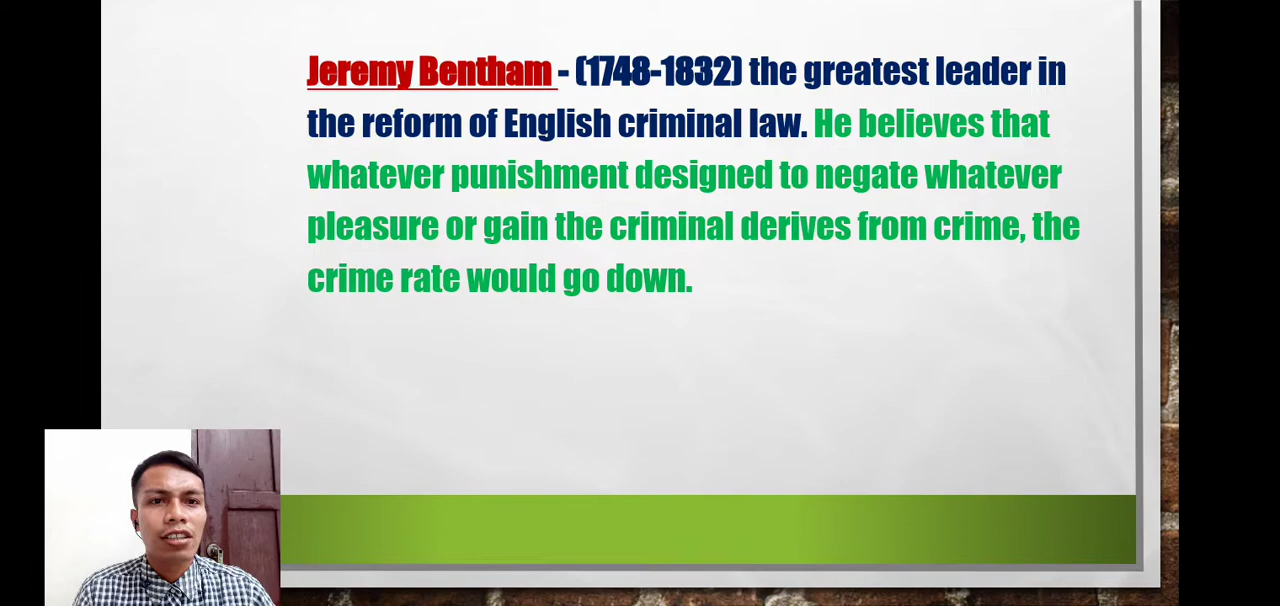 Jeremy Bentham - (1748-1832) the greatest leader in
the reform of English criminal law. He believes that
whatever punishment designed to negate whatever
pleasure or gain the criminal derives from crime, the
crime rate would go down.